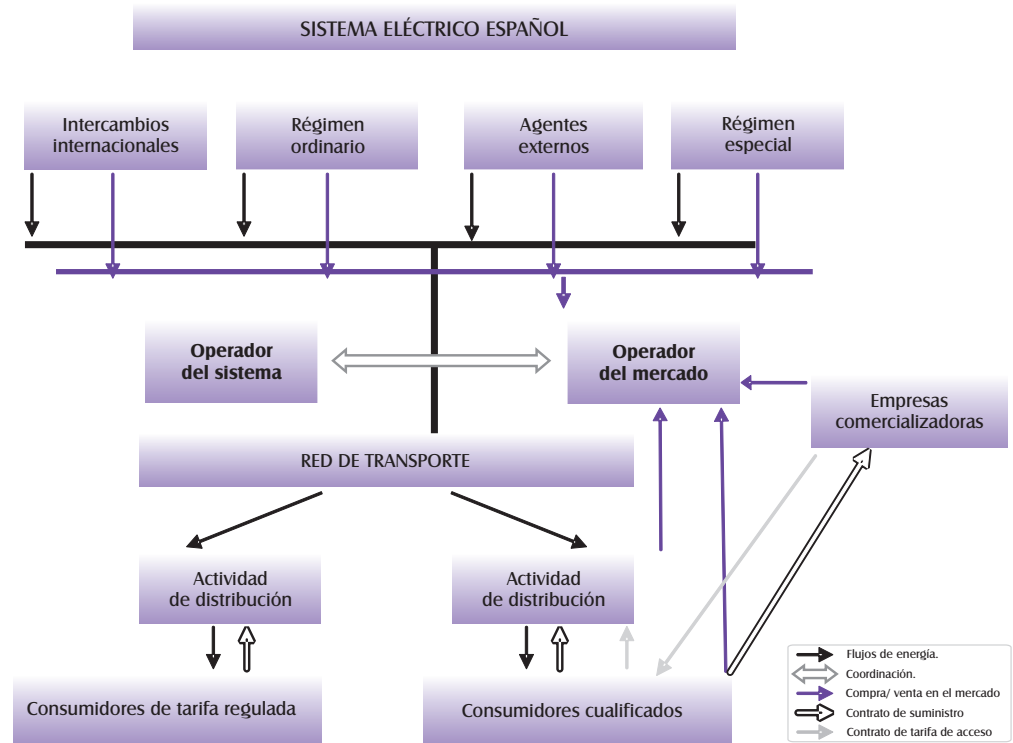 SISTEMA ELÉCTRICO ESPAÑOL
Intercambios
internacionales
Régimen
ordinario
Agentes
externos
Régimen
especial
Operador
del sistema
Operador
del mercado
Empresas
comercializadoras
RED DE TRANSPORTE
Actividad
de distribución
Actividad
de distribución
Consumidores de tarifa regulada
Consumidores cualificados
Flujos de energía.
Coordinación.
Compra/ venta en el mercado
Contrato de suministro
Contrato de tarifa de acceso